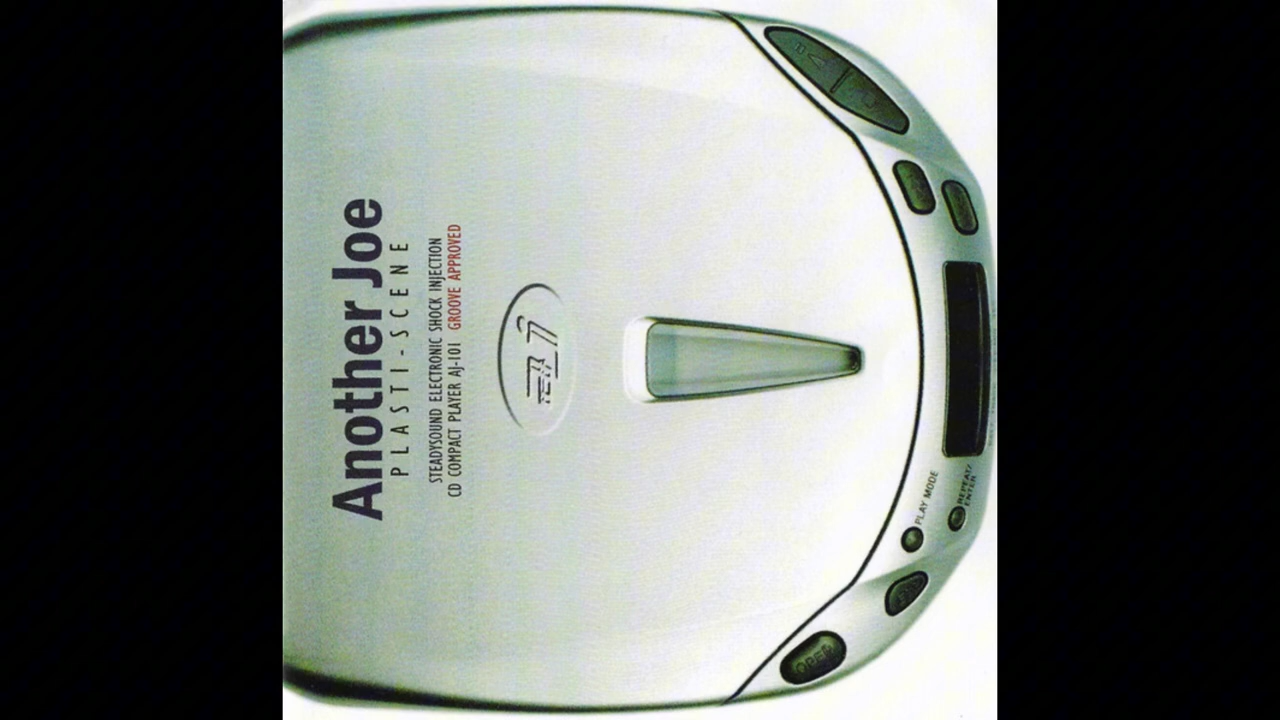 Another Joe
PLASTI-SCENE
STEADYSOUND ELECTRONIC SHOCK INJECTION
CD COMPACT PLAYER AJ-101 GROOVE APPROVED
PLAY MODE
REPEAT/
ENTER
OPEN